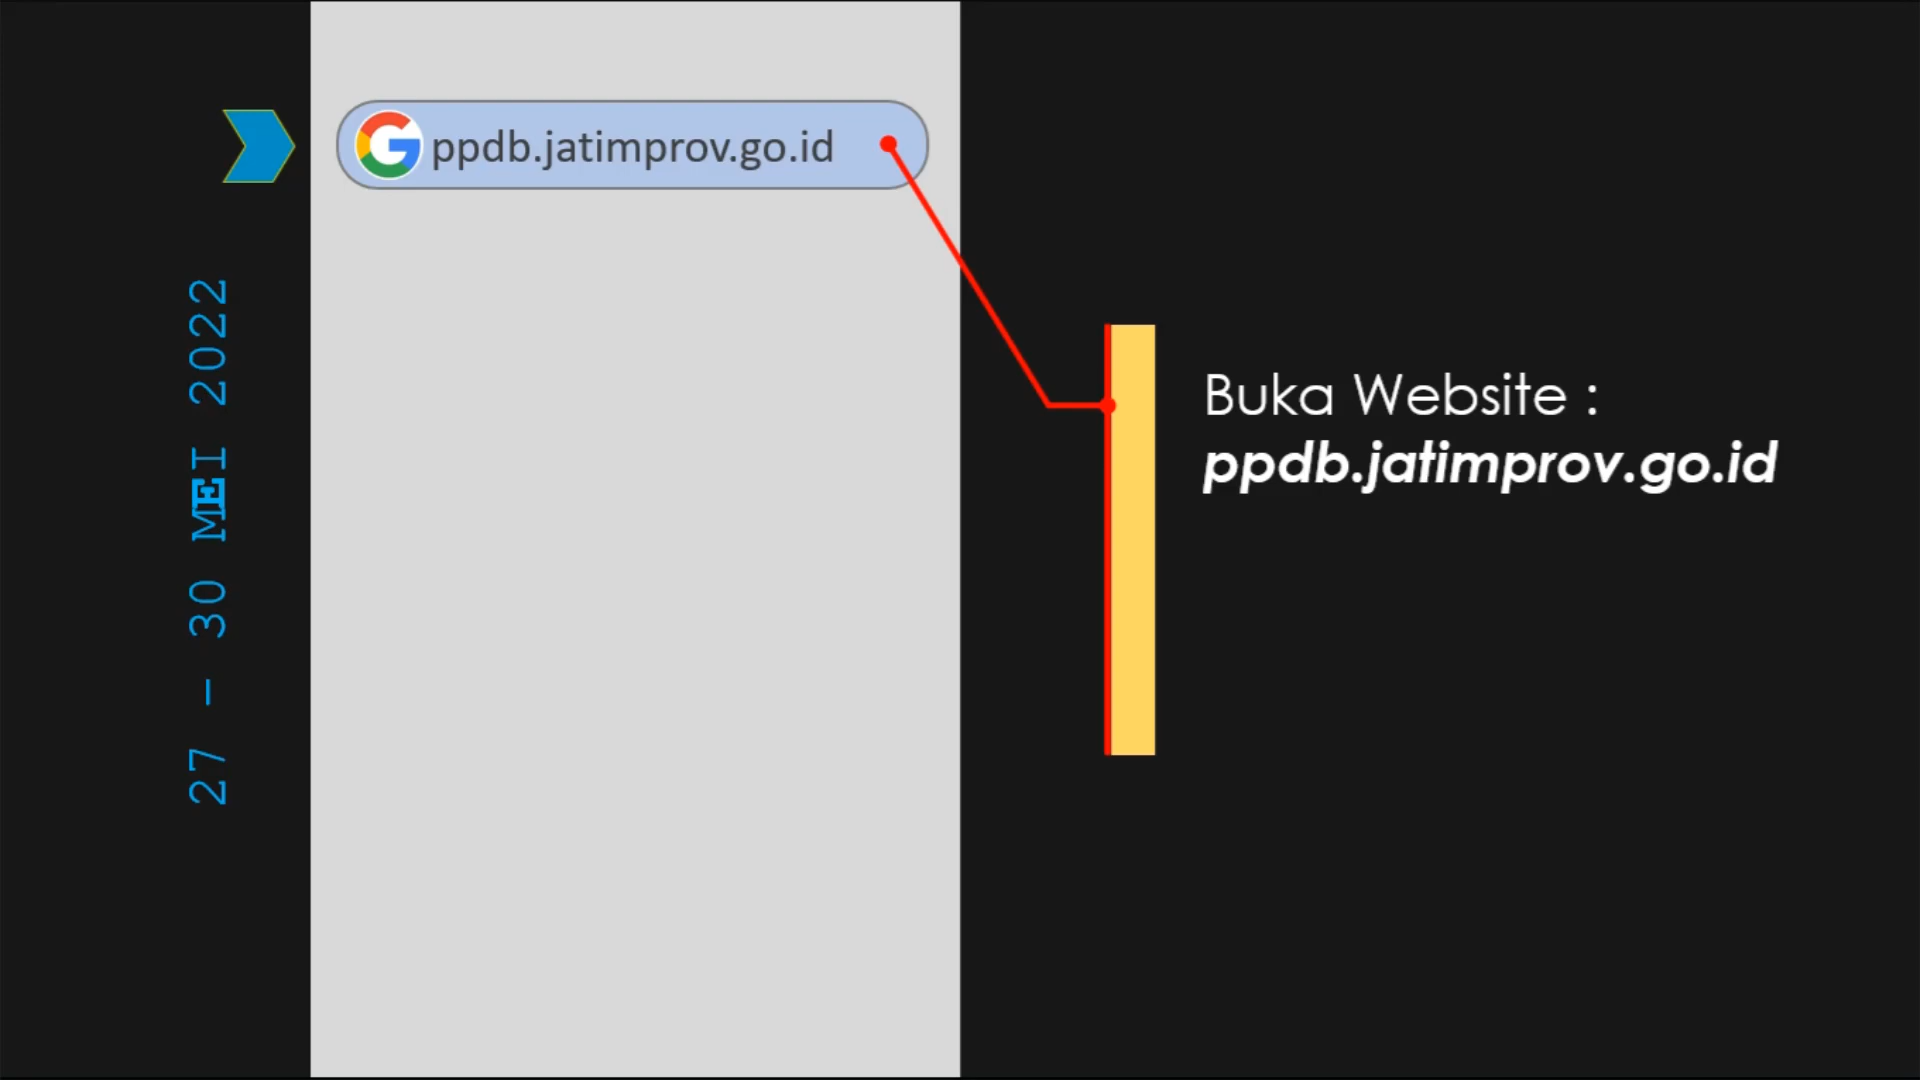 ppdb.jatimprov.go.id
27 – 30 MEI 2022
Buka Website :
ppdb.jatimprov.go.id